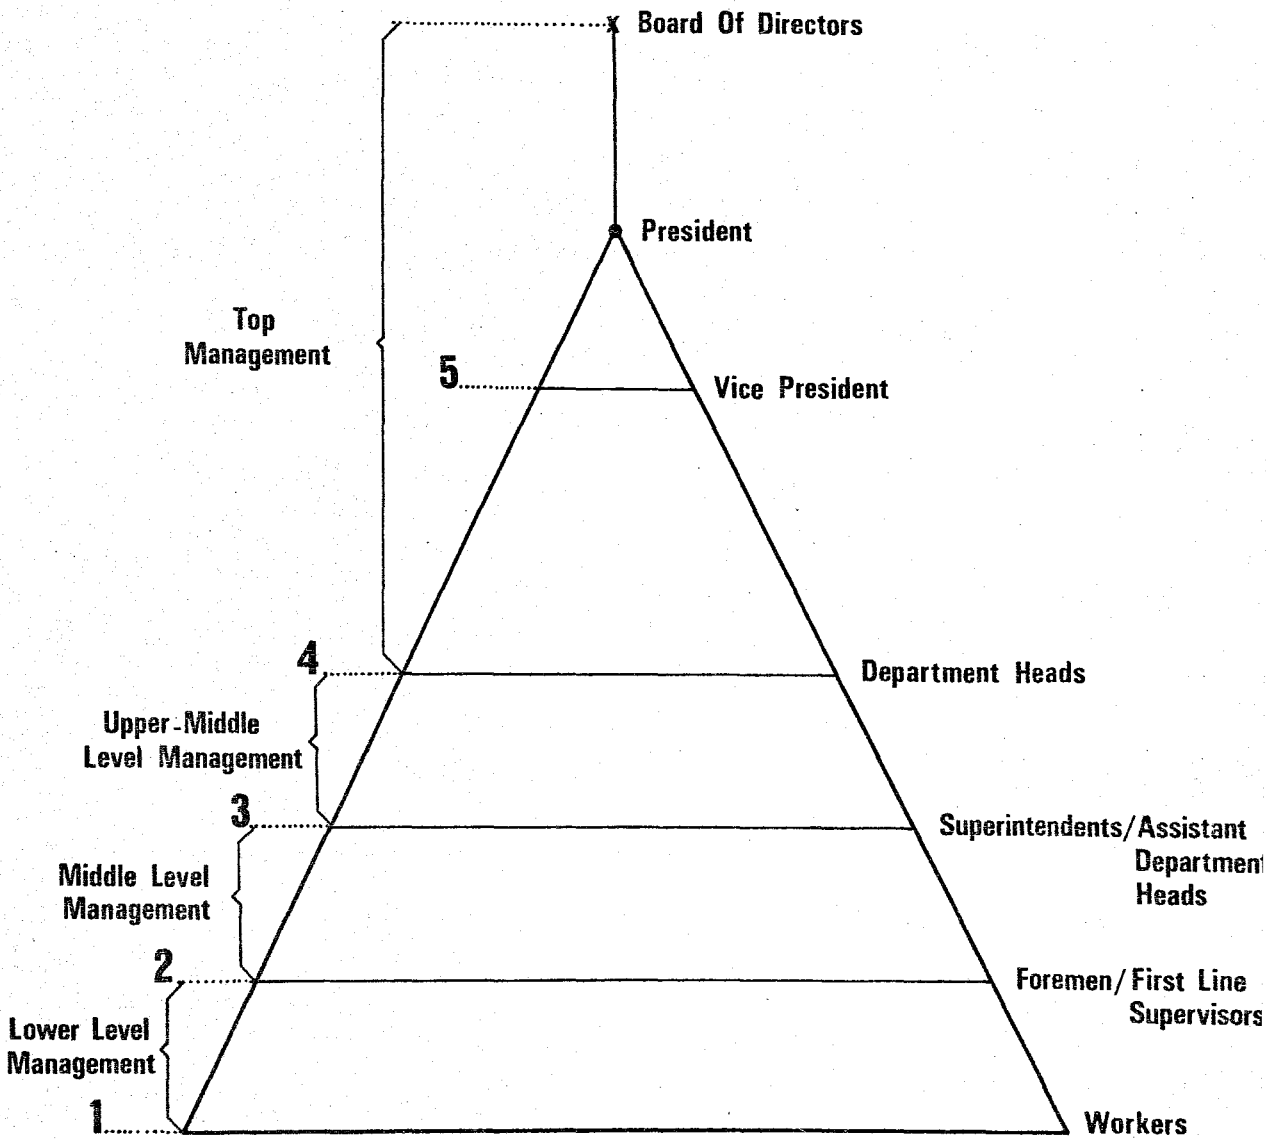 Board Of Directors
President
Top
Management
5
Vice President
4
Department Heads
Upper-Middle
Level Management
3
Superintendents/Assistant
Department
Heads
Middle Level
Management
2
Foremen/First Line
Supervisors
Lower Level
Management
1
Workers